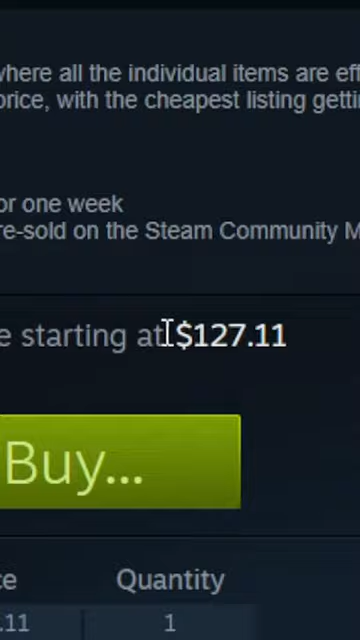 where all the individual items are eff
price, with the cheapest listing getti
or one week
re-sold on the Steam Community M
e starting at $127.11
Buy...
ce Quantity
.11 1